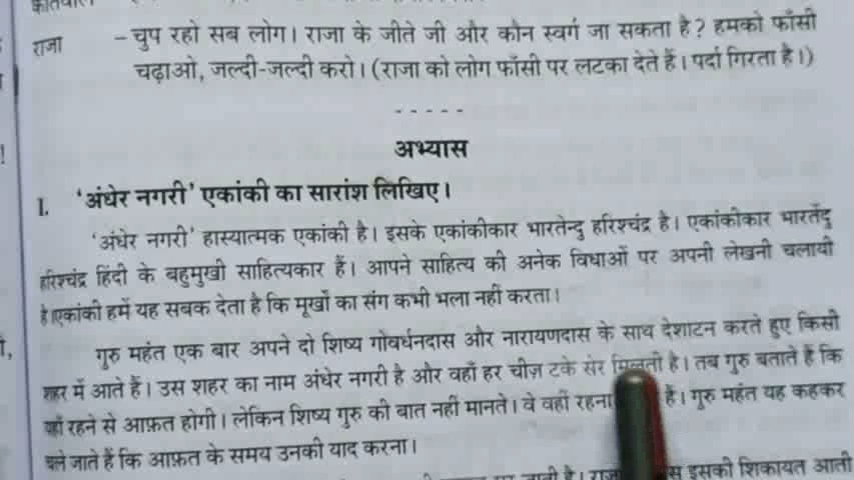 राजा – चुप रहो सब लोग। राजा के जीते जी और कौन स्वर्ग जा सकता है? हमको फाँसी
चढ़ाओ, जल्दी-जल्दी करो। (राजा को लोग फाँसी पर लटका देते हैं। पर्दा गिरता है।)
- - - - -
अभ्यास
I. 'अंधेर नगरी' एकांकी का सारांश लिखिए।
'अंधेर नगरी' हास्यात्मक एकांकी है। इसके एकांकीकार भारतेन्दु हरिश्चंद्र है। एकांकीकार भारतेंदु
हरिश्चंद्र हिंदी के बहुमुखी साहित्यकार हैं। आपने साहित्य की अनेक विधाओं पर अपनी लेखनी चलायी
है।एकांकी हमें यह सबक देता है कि मूर्खों का संग कभी भला नहीं करता।
गुरु महंत एक बार अपने दो शिष्य गोवर्धनदास और नारायणदास के साथ देशाटन करते हुए किसी
शहर में आते हैं। उस शहर का नाम अंधेर नगरी है और वहाँ हर चीज़ टके सेर मिलती है। तब गुरु बताते हैं कि
यहाँ रहने से आफ़त होगी। लेकिन शिष्य गुरु की बात नहीं मानते। वे वहीं रहना हैं। गुरु महंत यह कहकर
चले जाते हैं कि आफ़त के समय उनकी याद करना।
इसकी शिकायत आती